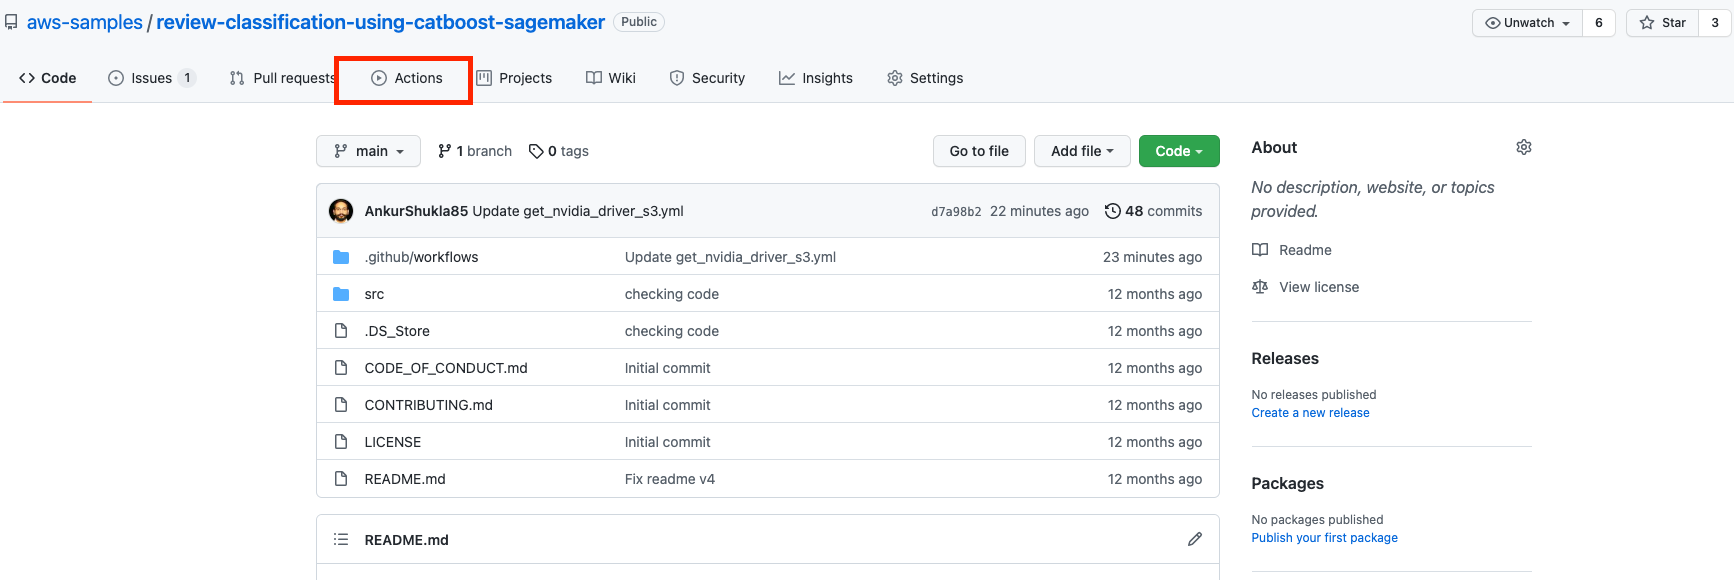 aws-samples / review-classification-using-catboost-sagemaker Public Unwatch 6 Star 3
Code Issues 1 Pull requests Actions Projects Wiki Security Insights Settings
main 1 branch 0 tags Go to file Add file Code
AnkurShukla85 Update get_nvidia_driver_s3.yml d7a98b2 22 minutes ago 48 commits
.github/workflows Update get_nvidia_driver_s3.yml 23 minutes ago
src checking code 12 months ago
.DS_Store checking code 12 months ago
CODE_OF_CONDUCT.md Initial commit 12 months ago
CONTRIBUTING.md Initial commit 12 months ago
LICENSE Initial commit 12 months ago
README.md Fix readme v4 12 months ago
README.md
About
No description, website, or topics
provided.
Readme
View license
Releases
No releases published
Create a new release
Packages
No packages published
Publish your first package